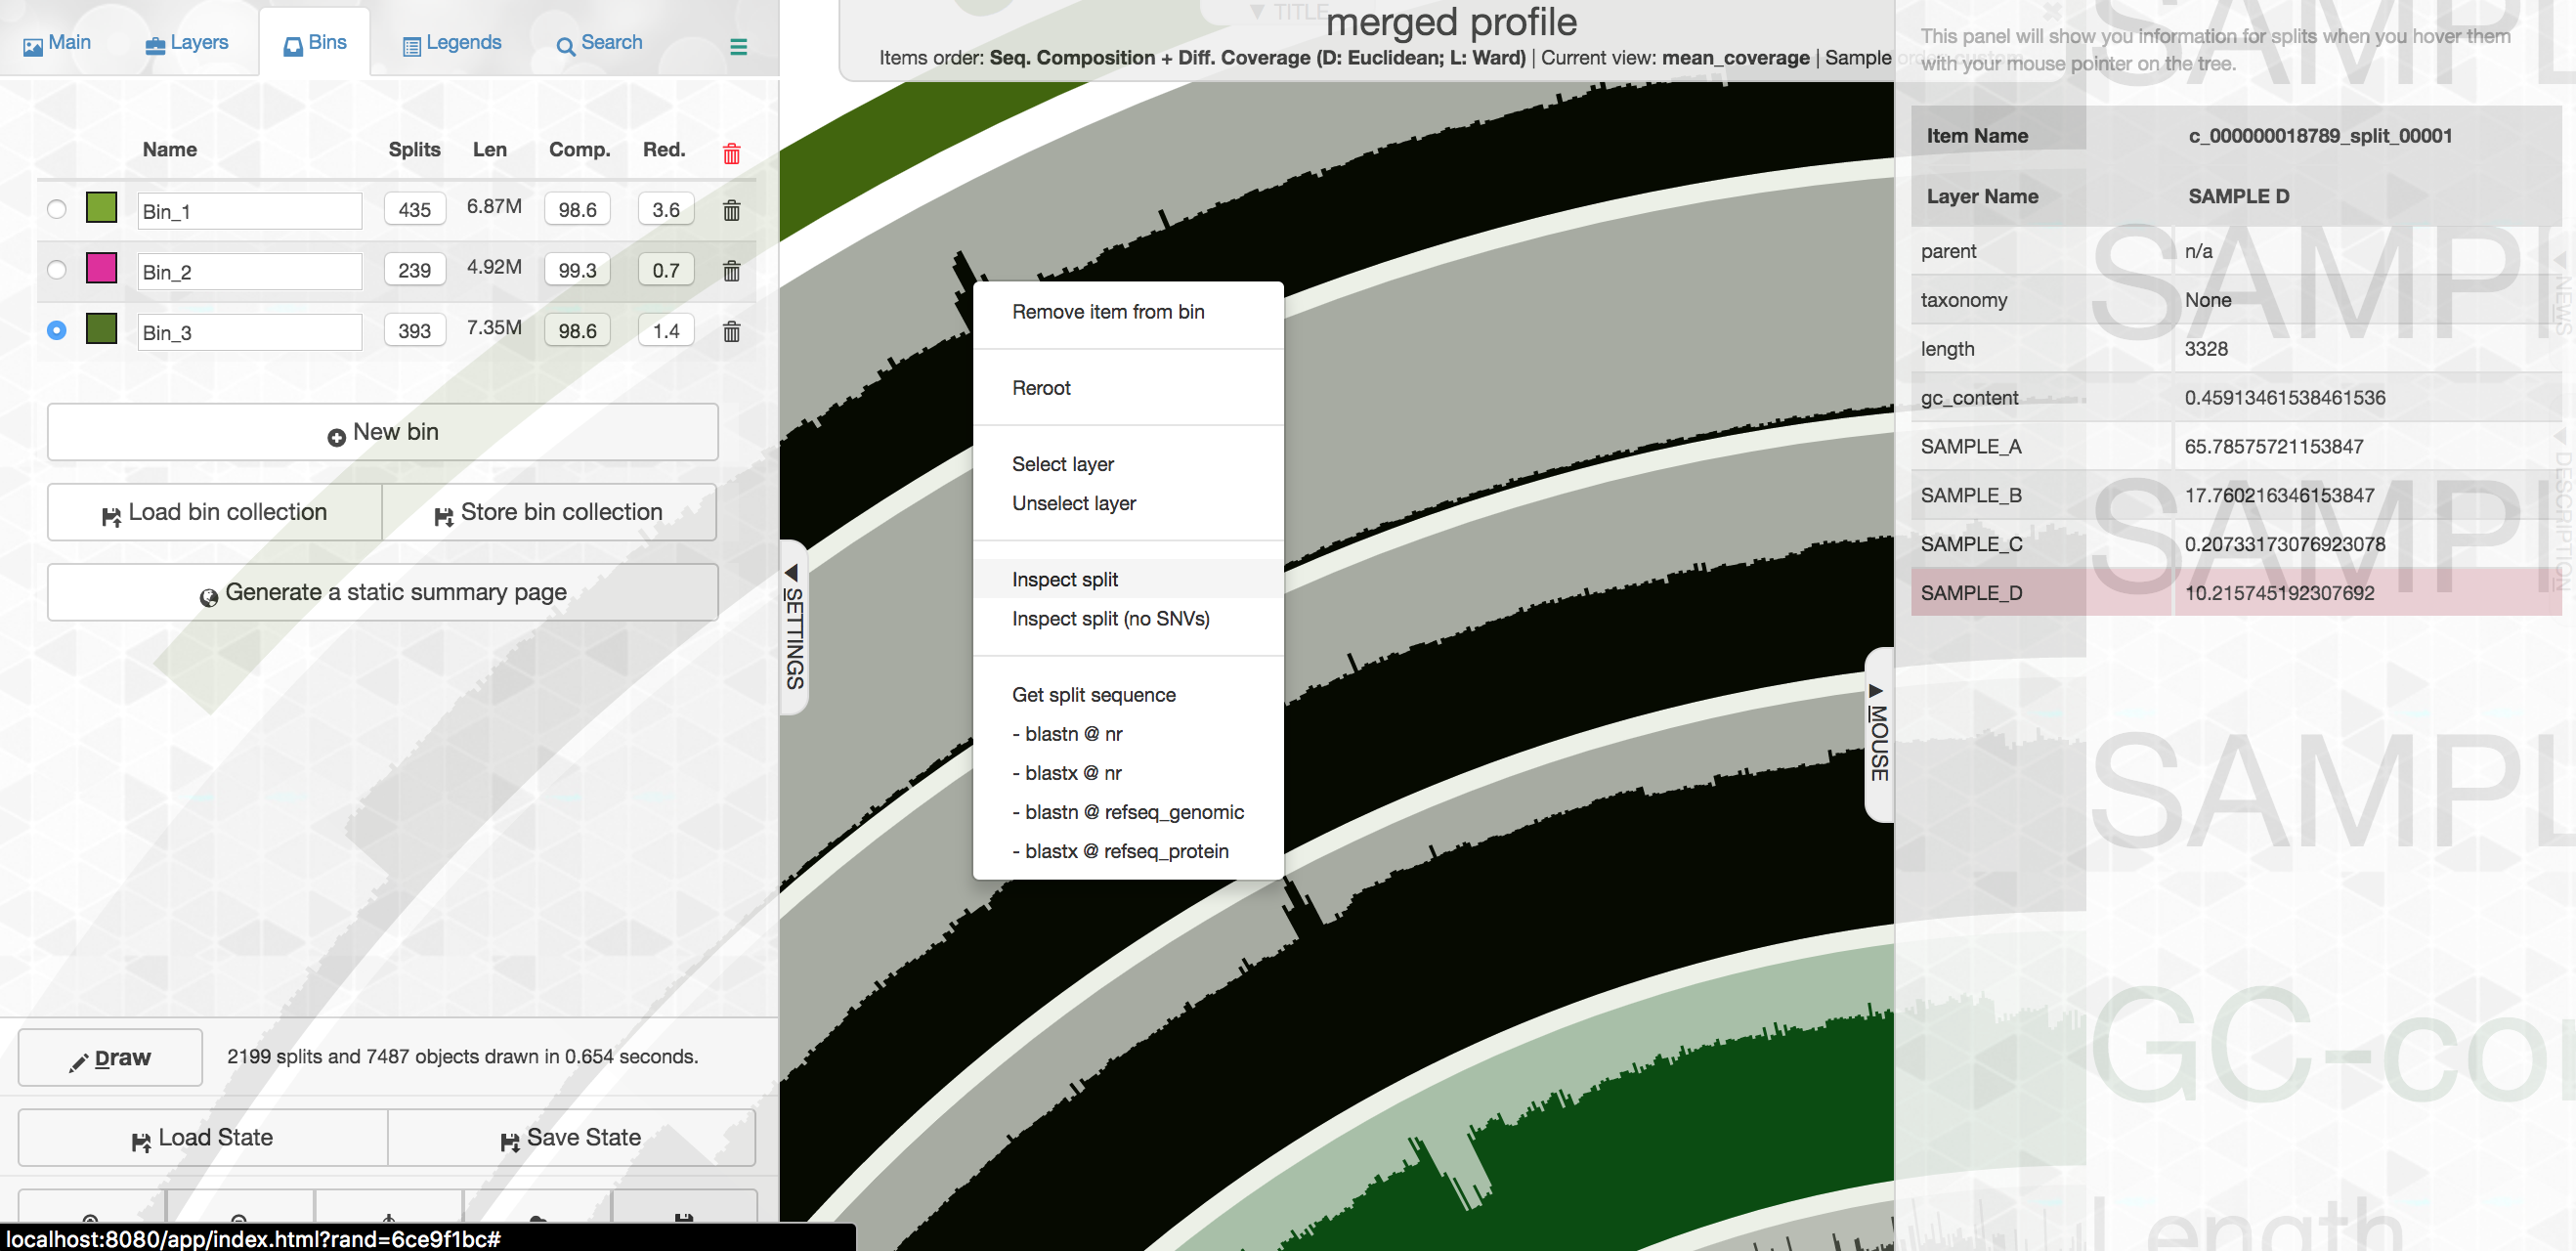 Main
Layers
Bins
Legends
Search
Name Splits Len Comp. Red.
Bin_1 435 6.87M 98.6 3.6
Bin_2 239 4.92M 99.3 0.7
Bin_3 393 7.35M 98.6 1.4
New bin
Load bin collection
Store bin collection
Generate a static summary page
Draw
2199 splits and 7487 objects drawn in 0.654 seconds.
Load State
Save State
localhost:8080/app/index.html?rand=6ce9f1bc#
SETTINGS
▼ TITLE
merged profile
Items order: Seq. Composition + Diff. Coverage (D: Euclidean; L: Ward) | Current view: mean_coverage | Sample order: custom
Remove item from bin
Reroot
Select layer
Unselect layer
Inspect split
Inspect split (no SNVs)
Get split sequence
- blastn @ nr
- blastx @ nr
- blastn @ refseq_genomic
- blastx @ refseq_protein
MOUSE
This panel will show you information for splits when you hover them
with your mouse pointer on the tree.
Item Name c_000000018789_split_00001
Layer Name SAMPLE D
parent n/a
taxonomy None
length 3328
gc_content 0.45913461538461536
SAMPLE_A 65.78575721153847
SAMPLE_B 17.760216346153847
SAMPLE_C 0.20733173076923078
SAMPLE_D 10.215745192307692
NEWS
DESCRIPTION
SAMPL
SAMPL
SAMPL
SAMPL
GC-co
Length